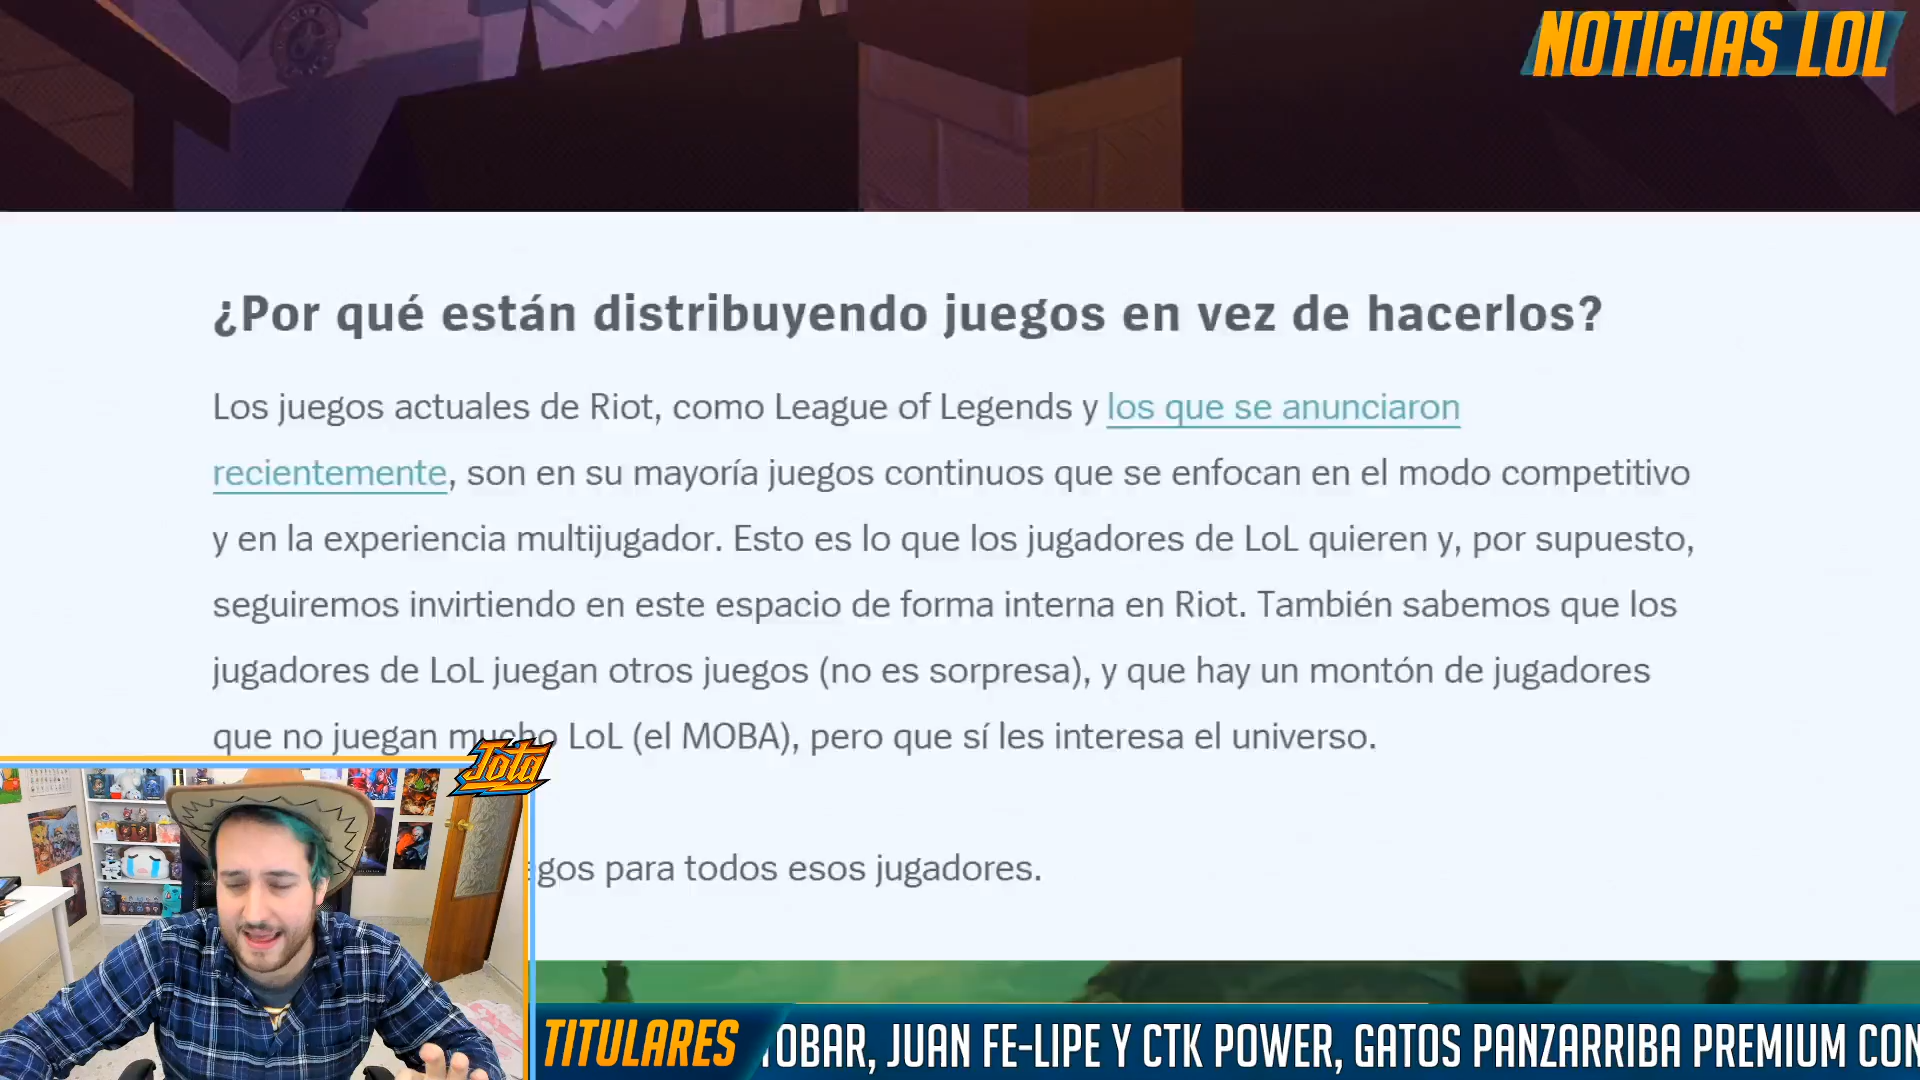 NOTICIAS LOL
¿Por qué están distribuyendo juegos en vez de hacerlos?
Los juegos actuales de Riot, como League of Legends y los que se anunciaron
recientemente, son en su mayoría juegos continuos que se enfocan en el modo competitivo
y en la experiencia multijugador. Esto es lo que los jugadores de LoL quieren y, por supuesto,
seguiremos invirtiendo en este espacio de forma interna en Riot. También sabemos que los
jugadores de LoL juegan otros juegos (no es sorpresa), y que hay un montón de jugadores
que no juegan mucho LoL (el MOBA), pero que sí les interesa el universo.
Jota
egos para todos esos jugadores.
TITULARES TOBAR, JUAN FE-LIPE Y CTK POWER, GATOS PANZARRIBA PREMIUM CON